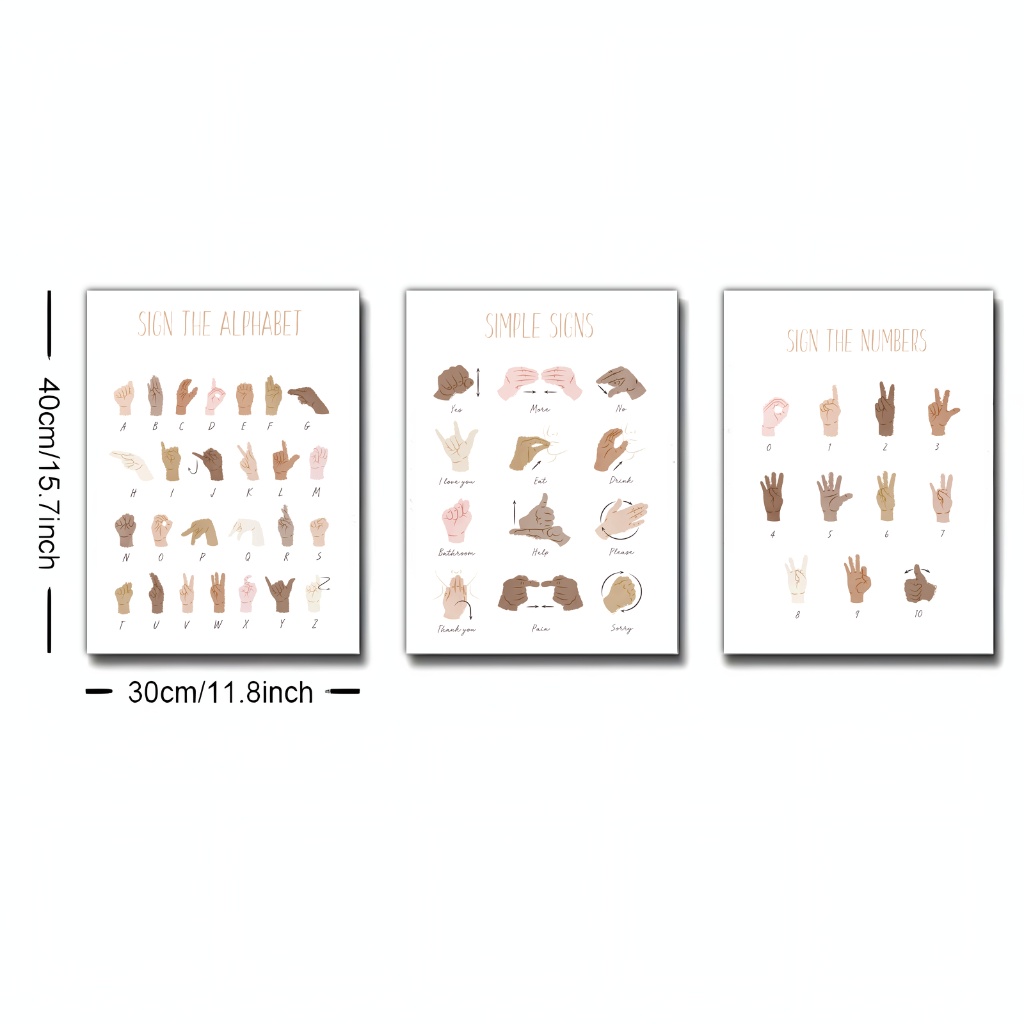 40cm/15.7inch
30cm/11.8inch
SIGN THE ALPHABET
A B C D E F G
H I J K L M
N O P Q R S
T U V W X Y Z
SIMPLE SIGNS
Yes More No
I love you Eat Drink
Bathroom Help Please
Thank you Pain Sorry
SIGN THE NUMBERS
0 1 2 3
4 5 6 7
8 9 10